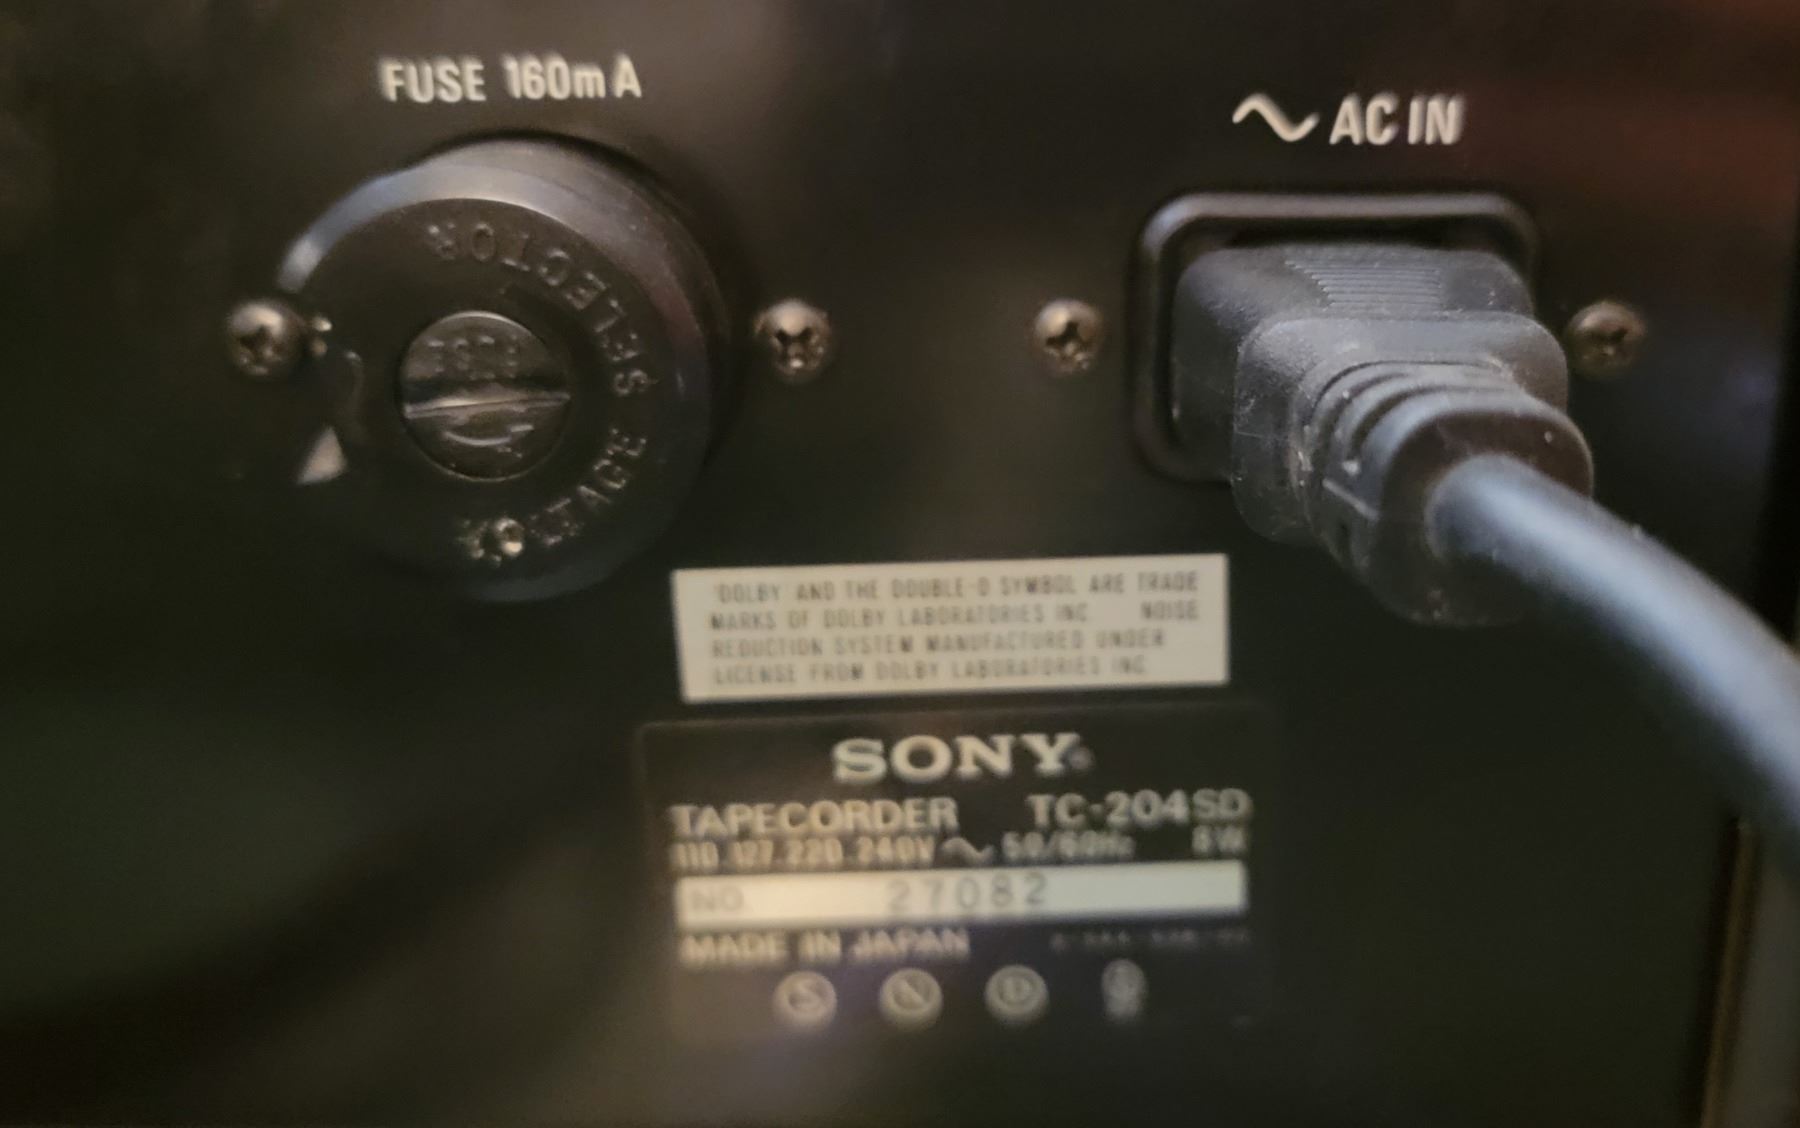 FUSE 160mA
AC IN
VOLTAGE SELECTOR
FUSE
'DOLBY' AND THE DOUBLE-D SYMBOL ARE TRADE
MARKS OF DOLBY LABORATORIES INC NOISE
REDUCTION SYSTEM MANUFACTURED UNDER
LICENSE FROM DOLBY LABORATORIES INC
SONY
TAPECORDER TC-204SD
110 127 220 240V ~ 50/60Hz
NO. 27082
MADE IN JAPAN
S N D